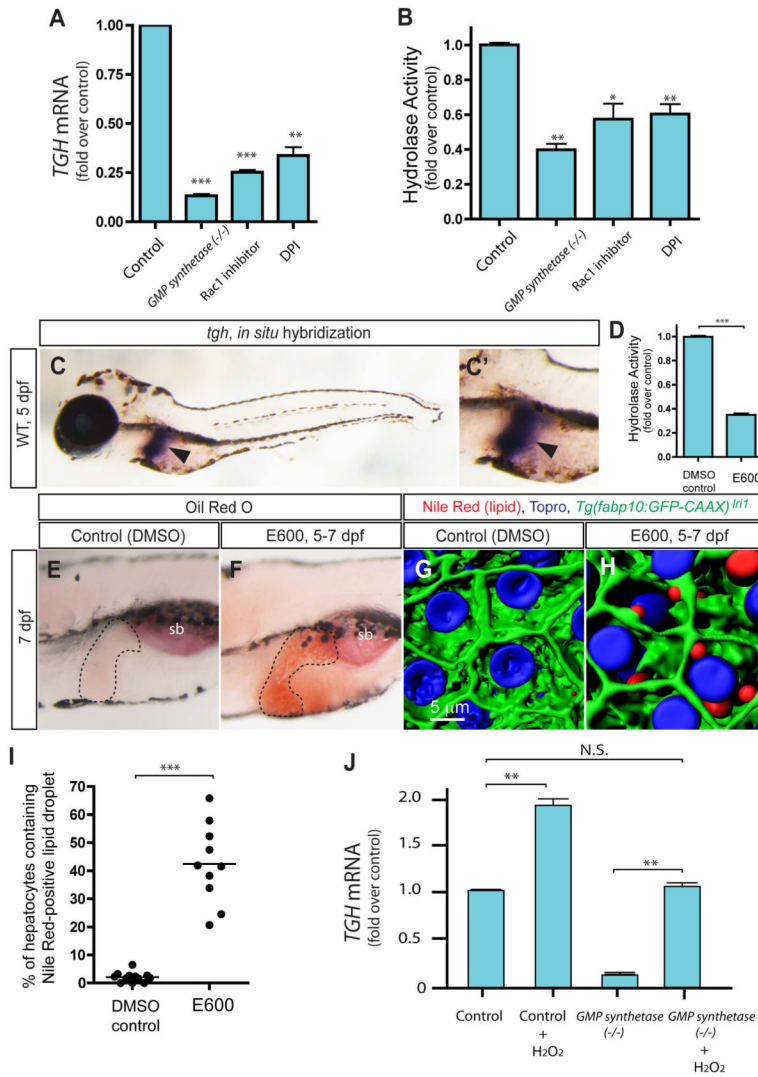 A
TGH mRNA
(fold over control)
1.00
0.75
0.50
0.25
0.00
***
***
**
Control
GMP synthetase (-/-)
Rac1 inhibitor
DPI
B
Hydrolase Activity
(fold over control)
1.0
0.8
0.6
0.4
0.2
0.0
**
*
**
Control
GMP synthetase (-/-)
Rac1 inhibitor
DPI
tgh, in situ hybridization
WT, 5 dpf
C
C'
D
Hydrolase Activity
(fold over control)
1.0
0.8
0.6
0.4
0.2
0.0
***
DMSO
control
E600
Oil Red O
Nile Red (lipid), Topro, Tg(fabp10:GFP-CAAX) lri1
Control (DMSO)
E600, 5-7 dpf
Control (DMSO)
E600, 5-7 dpf
7 dpf
E
sb
F
sb
G
5 µm
H
I
% of hepatocytes containing
Nile Red-positive lipid droplet
70
60
50
40
30
20
10
0
***
DMSO
control
E600
J
TGH mRNA
(fold over control)
2.0
1.0
0.5
0
N.S.
**
**
Control
Control
+
H2O2
GMP synthetase
(-/-)
GMP synthetase
(-/-)
+
H2O2